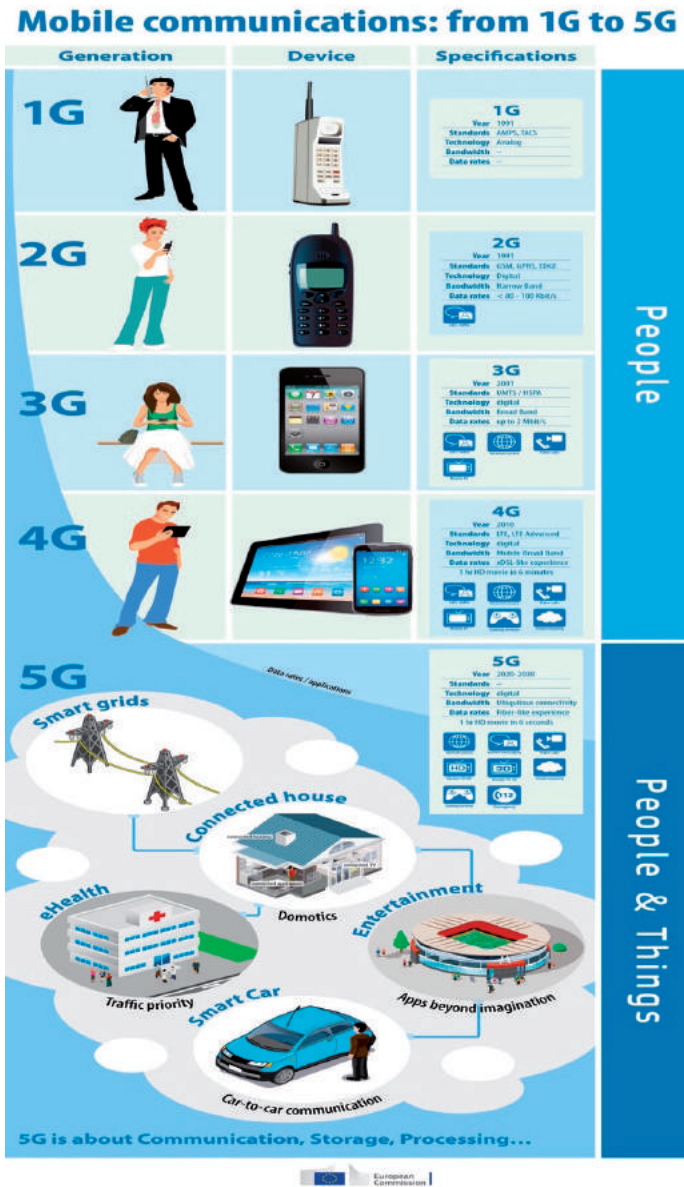 Mobile communications: from 1G to 5G
Generation Device Specifications
1G
1G
Year 1991
Standards AMPS, TACS
Technology Analog
Bandwidth –
Data rates –
2G
2G
Year 1991
Standards GSM, GPRS, EDGE
Technology Digital
Bandwidth Narrow Band
Data rates < 80 - 100 Kbit/s
People
3G
3G
Year 2001
Standards UMTS / HSPA
Technology digital
Bandwidth Broad Band
Data rates up to 2 Mbit/s
4G
4G
Year 2010
Standards LTE, LTE Advanced
Technology digital
Bandwidth Mobile Broad Band
Data rates xDSL-like experience
1 hr HD movie in 6 minutes
5G
Data rates / applications
5G
Year 2020-2030
Standards –
Technology digital
Bandwidth Ubiquitous connectivity
Data rates Fiber-like experience
1 hr HD movie in 6 seconds
HD
3D
112
Smart grids
Connected house
Domotics
eHealth
Traffic priority
Entertainment
Apps beyond imagination
Smart Car
Car-to-car communication
People & Things
5G is about Communication, Storage, Processing...
European
Commission